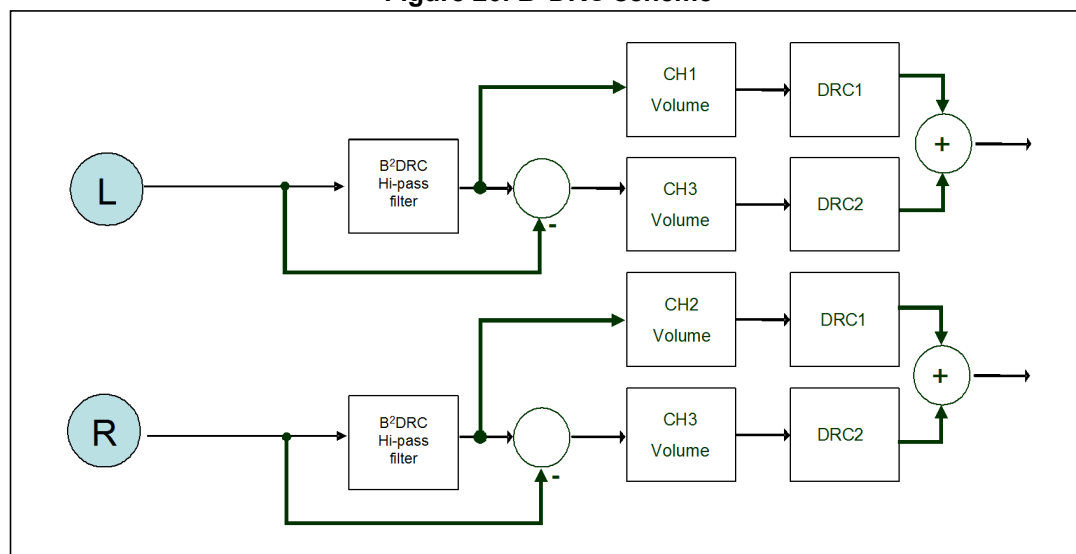 CH1
Volume
DRC1
B²DRC
Hi-pass
filter
+
L
CH3
Volume
DRC2
-
CH2
Volume
DRC1
B²DRC
Hi-pass
filter
+
R
CH3
Volume
DRC2
-